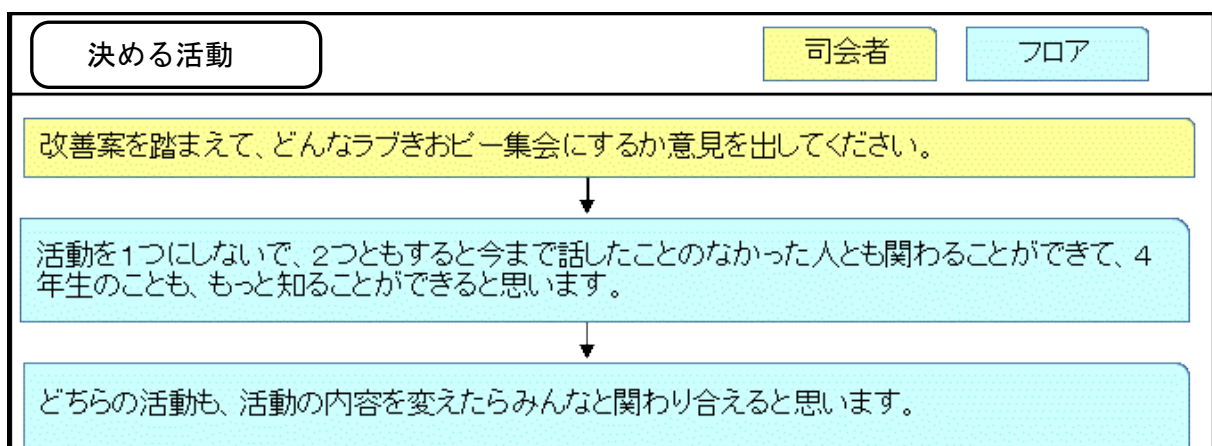 決める活動
司会者
フロア
改善案を踏まえて、どんなラブきおビー集会にするか意見を出してください。
活動を1つにしないで、2つともすると今まで話したことのなかった人とも関わることができて、4
年生のことも、もっと知ることができると思います。
どちらの活動も、活動の内容を変えたらみんなと関わり合えると思います。